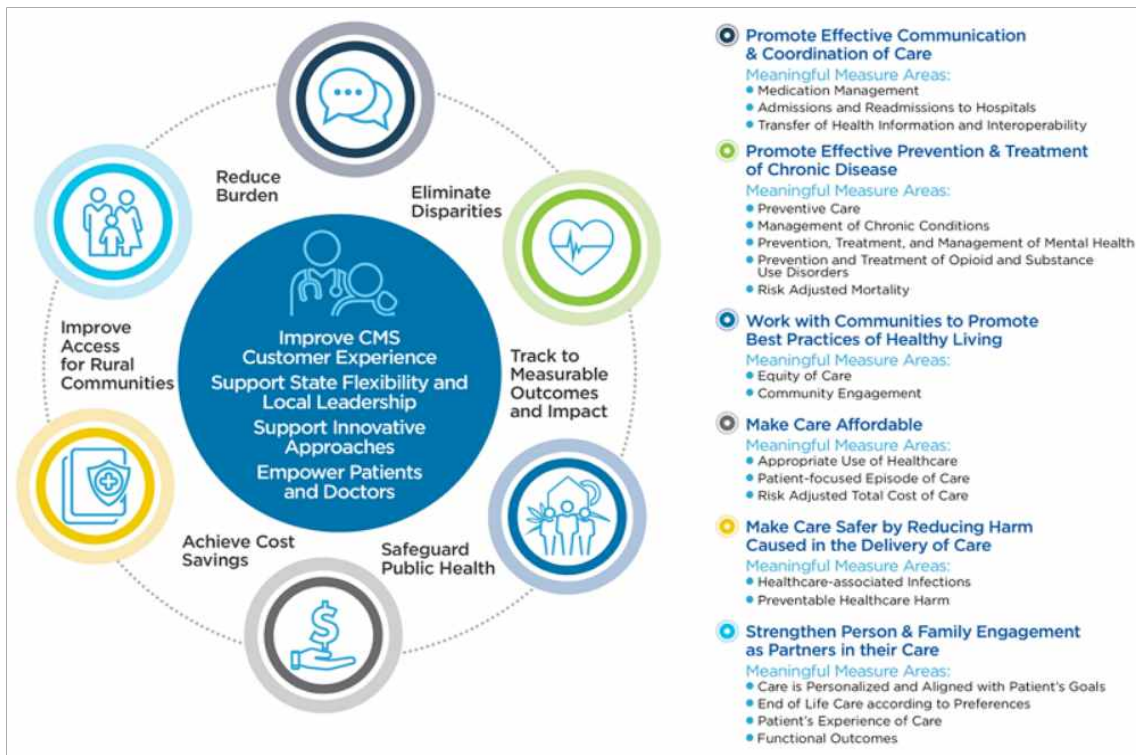 Reduce
Burden
Eliminate
Disparities
Improve
Access
for Rural
Communities
Improve CMS
Customer Experience
Support State Flexibility and
Local Leadership
Support Innovative
Approaches
Empower Patients
and Doctors
Track to
Measurable
Outcomes
and Impact
Achieve Cost
Savings
Safeguard
Public Health
$
Promote Effective Communication
& Coordination of Care
Meaningful Measure Areas:
• Medication Management
• Admissions and Readmissions to Hospitals
• Transfer of Health Information and Interoperability
Promote Effective Prevention & Treatment
of Chronic Disease
Meaningful Measure Areas:
• Preventive Care
• Management of Chronic Conditions
• Prevention, Treatment, and Management of Mental Health
• Prevention and Treatment of Opioid and Substance
Use Disorders
• Risk Adjusted Mortality
Work with Communities to Promote
Best Practices of Healthy Living
Meaningful Measure Areas:
• Equity of Care
• Community Engagement
Make Care Affordable
Meaningful Measure Areas:
• Appropriate Use of Healthcare
• Patient-focused Episode of Care
• Risk Adjusted Total Cost of Care
Make Care Safer by Reducing Harm
Caused in the Delivery of Care
Meaningful Measure Areas:
• Healthcare-associated Infections
• Preventable Healthcare Harm
Strengthen Person & Family Engagement
as Partners in their Care
Meaningful Measure Areas:
• Care is Personalized and Aligned with Patient's Goals
• End of Life Care according to Preferences
• Patient's Experience of Care
• Functional Outcomes